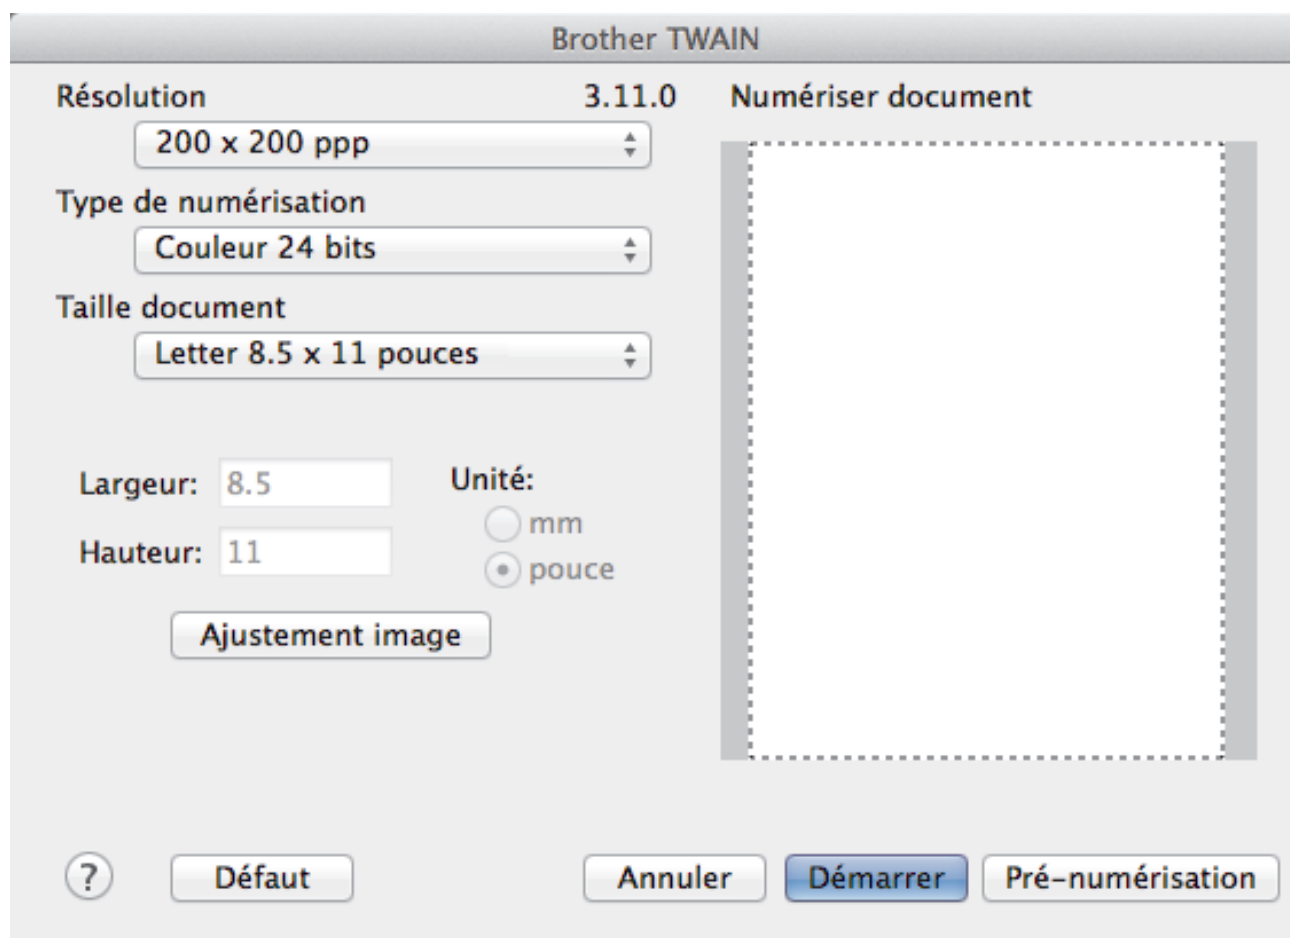 Brother TWAIN
Résolution 3.11.0
200 x 200 ppp
Type de numérisation
Couleur 24 bits
Taille document
Letter 8.5 x 11 pouces
Largeur: 8.5
Hauteur: 11
Unité:
mm
pouce
Ajustement image
Numériser document
?
Défaut
Annuler
Démarrer
Pré-numérisation